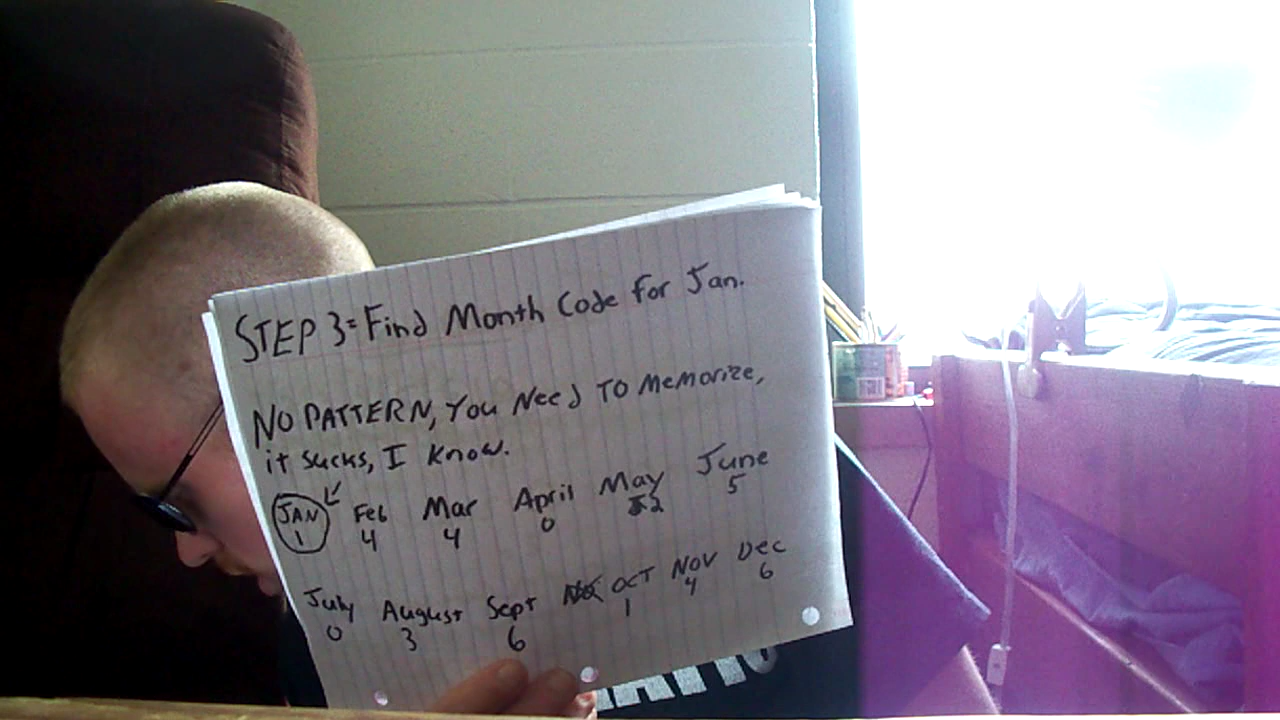 STEP 3= Find Month Code for Jan.
NO PATTERN, You Need To Memorize,
it sucks, I know.
JAN Feb Mar April May June
1 4 4 0 2 5
July August Sept OCT NOV Dec
0 3 6 1 4 6